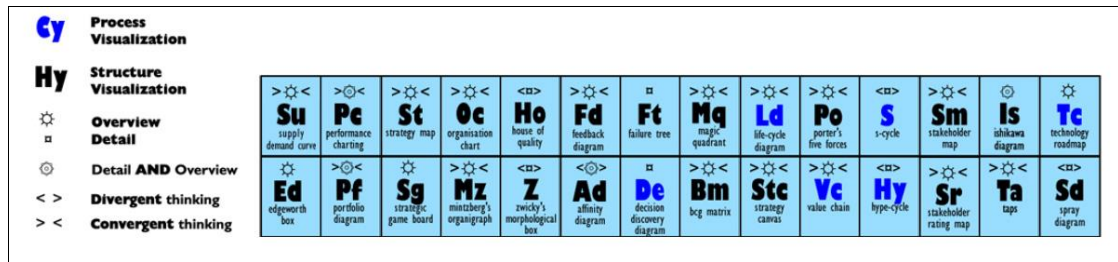 Cy Process
Visualization
Hy Structure
Visualization
Overview
Detail
Detail AND Overview
< > Divergent thinking
> < Convergent thinking
> < > < > < > < < > > < > < > < > < < > > <
Su Pc St Oc Ho Fd Ft Mq Ld Po S Sm Is Tc
supply performance strategy map organisation house of feedback failure tree magic life-cycle porter's s-cycle stakeholder ishikawa technology
demand curve charting chart quality diagram quadrant diagram five forces map diagram roadmap
> < > < < > > < < > > < > < > < < > > < > < < >
Ed Pf Sg Mz Z Ad De Bm Stc Vc Hy Sr Ta Sd
edgeworth portfolio strategic mintzberg's zwicky's affinity decision bcg matrix strategy value chain hype-cycle stakeholder taps spray
box diagram game board organigraph morphological diagram discovery canvas rating map diagram
box diagram